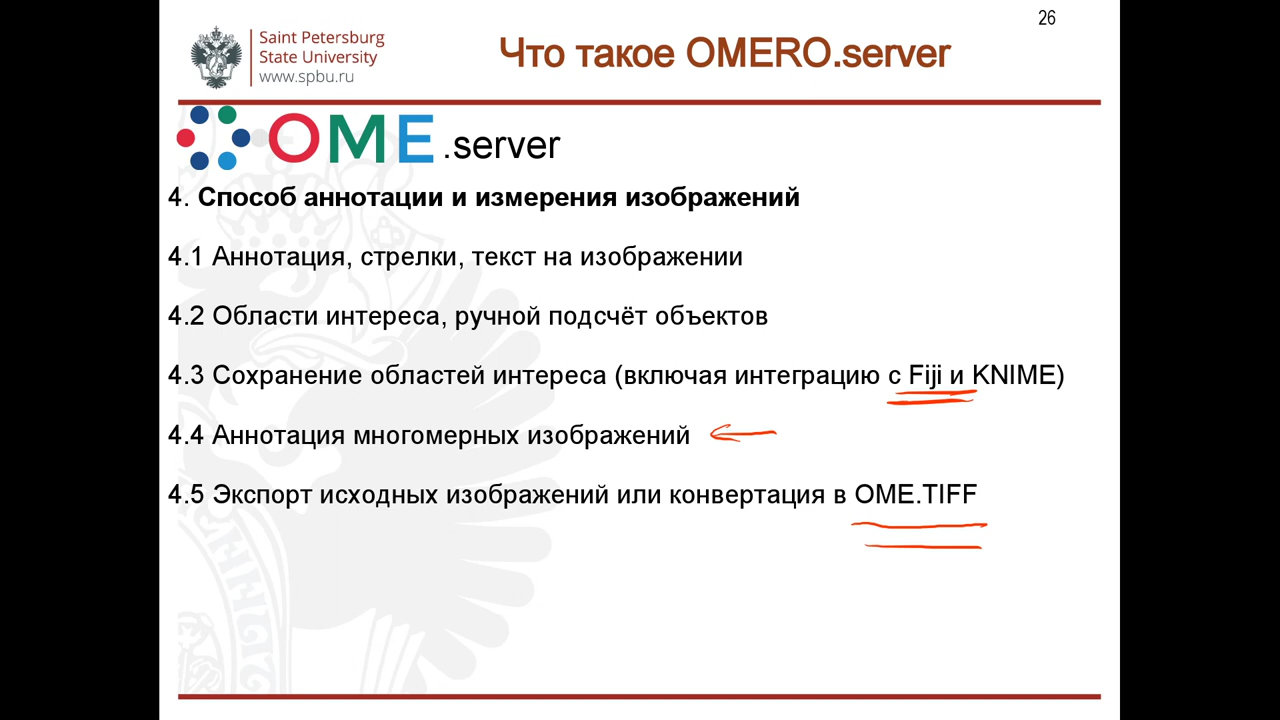 26
Saint Petersburg
State University
www.spbu.ru
Что такое OMERO.server
OME .server
4. Способ аннотации и измерения изображений
4.1 Аннотация, стрелки, текст на изображении
4.2 Области интереса, ручной подсчёт объектов
4.3 Сохранение областей интереса (включая интеграцию с Fiji и KNIME)
4.4 Аннотация многомерных изображений
4.5 Экспорт исходных изображений или конвертация в OME.TIFF